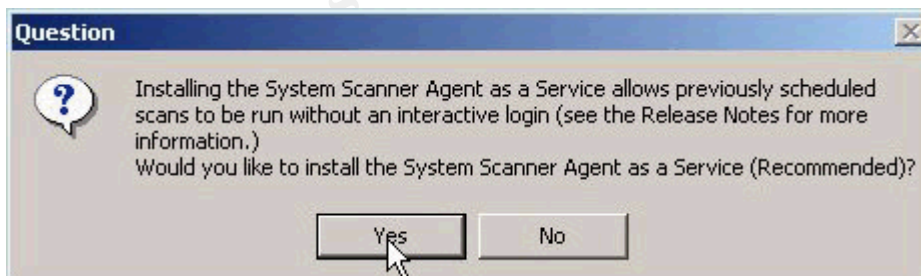 Question
Installing the System Scanner Agent as a Service allows previously scheduled
scans to be run without an interactive login (see the Release Notes for more
information.)
Would you like to install the System Scanner Agent as a Service (Recommended)?
Yes No